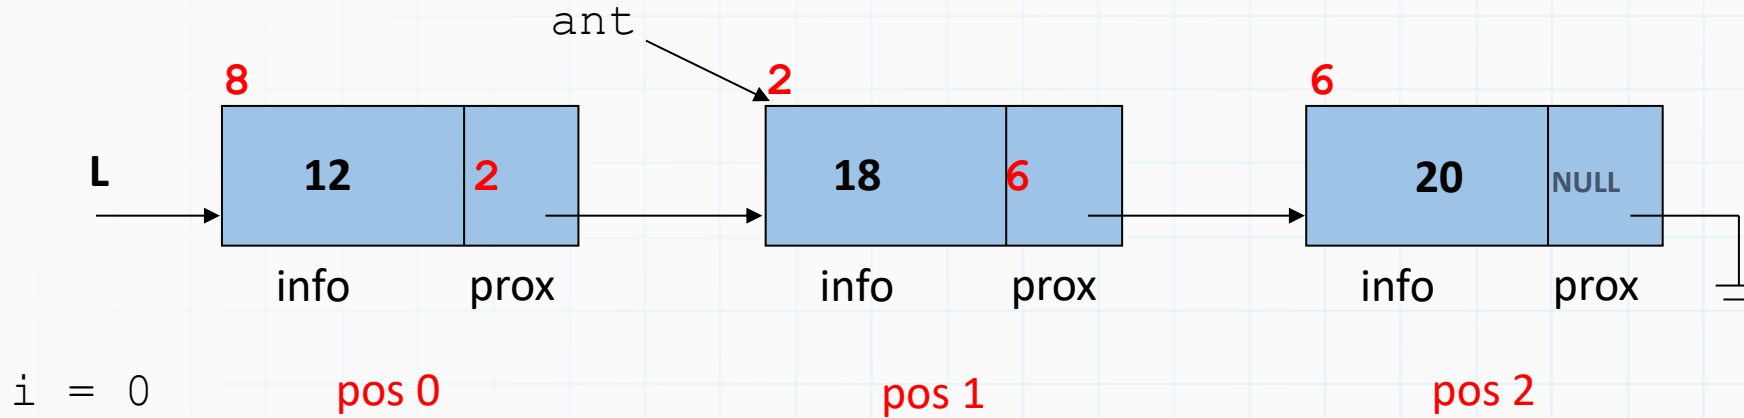 ant
8 2 6
L 12 2 18 6 20 NULL
info prox info prox info prox
i = 0 pos 0 pos 1 pos 2